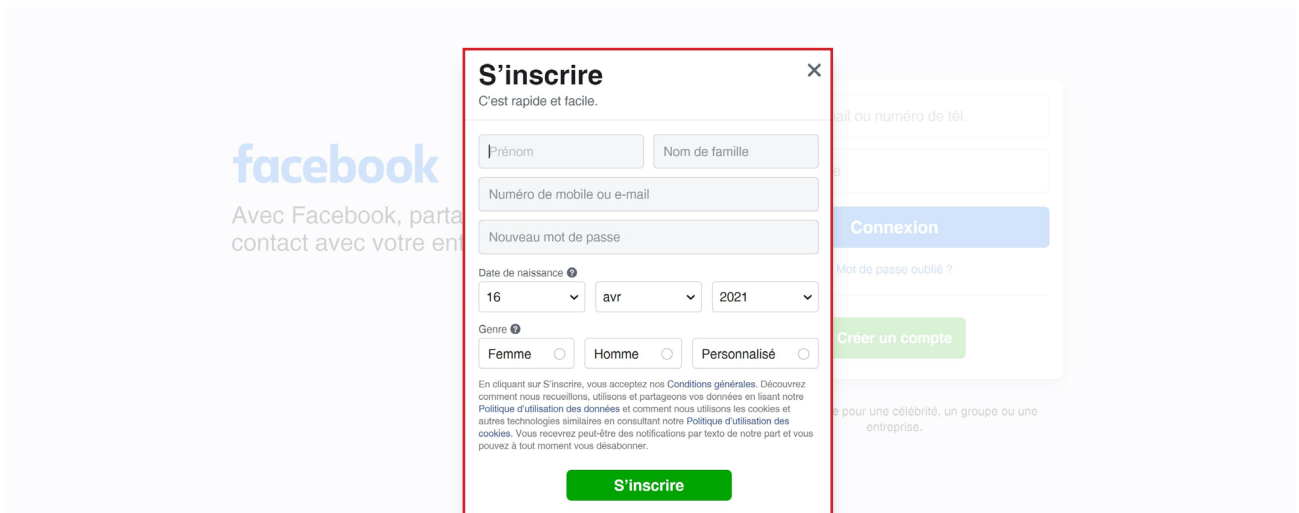 S'inscrire
C'est rapide et facile.
Prénom
Nom de famille
Numéro de mobile ou e-mail
Nouveau mot de passe
Date de naissance
16
avr
2021
Genre
Femme
Homme
Personnalisé
En cliquant sur S'inscrire, vous acceptez nos Conditions générales. Découvrez
comment nous recueillons, utilisons et partageons vos données en lisant notre
Politique d'utilisation des données et comment nous utilisons les cookies et
autres technologies similaires en consultant notre Politique d'utilisation des
cookies. Vous recevrez peut-être des notifications par texto de notre part et vous
pouvez à tout moment vous désabonner.
S'inscrire
facebook
Avec Facebook, parta
contact avec votre
ou numéro de tél.
Connexion
Mot de passe oublié ?
Créer un compte
pour une célébrité, un groupe ou une
entreprise.